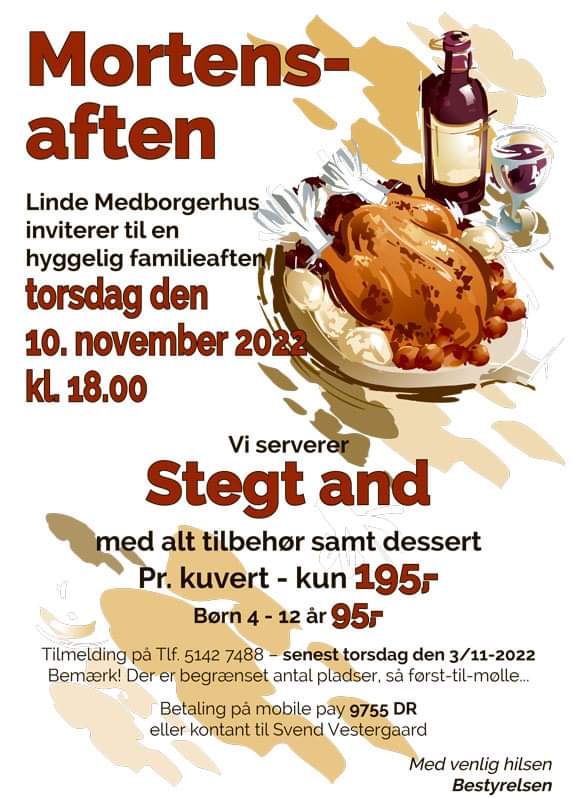 Mortens-
aften
Linde Medborgerhus
inviterer til en
hyggelig familieaften
torsdag den
10. november 2022
kl. 18.00
Vi serverer
Stegt and
med alt tilbehør samt dessert
Pr. kuvert - kun 195,-
Børn 4 - 12 år 95,-
Tilmelding på Tlf. 5142 7488 – senest torsdag den 3/11-2022
Bemærk! Der er begrænset antal pladser, så først-til-mølle...
Betaling på mobile pay 9755 DR
eller kontant til Svend Vestergaard
Med venlig hilsen
Bestyrelsen